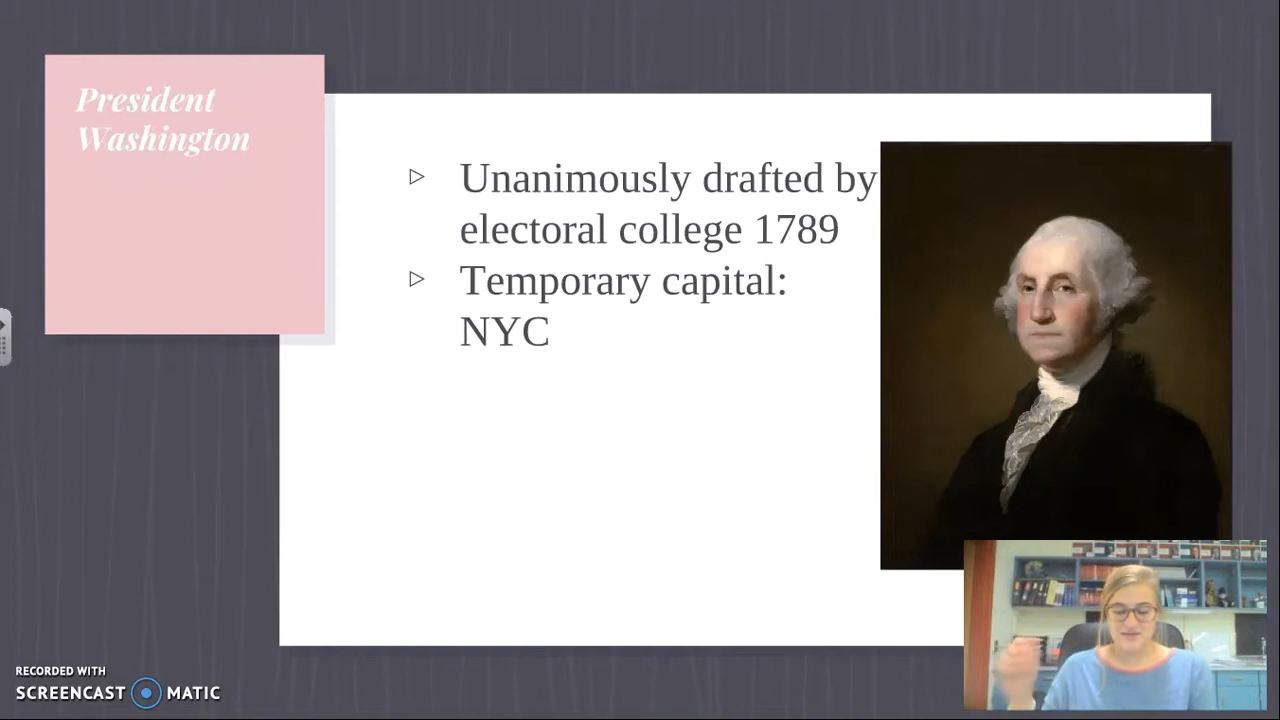 President
Washington
▷ Unanimously drafted by
electoral college 1789
▷ Temporary capital:
NYC
RECORDED WITH
SCREENCAST MATIC